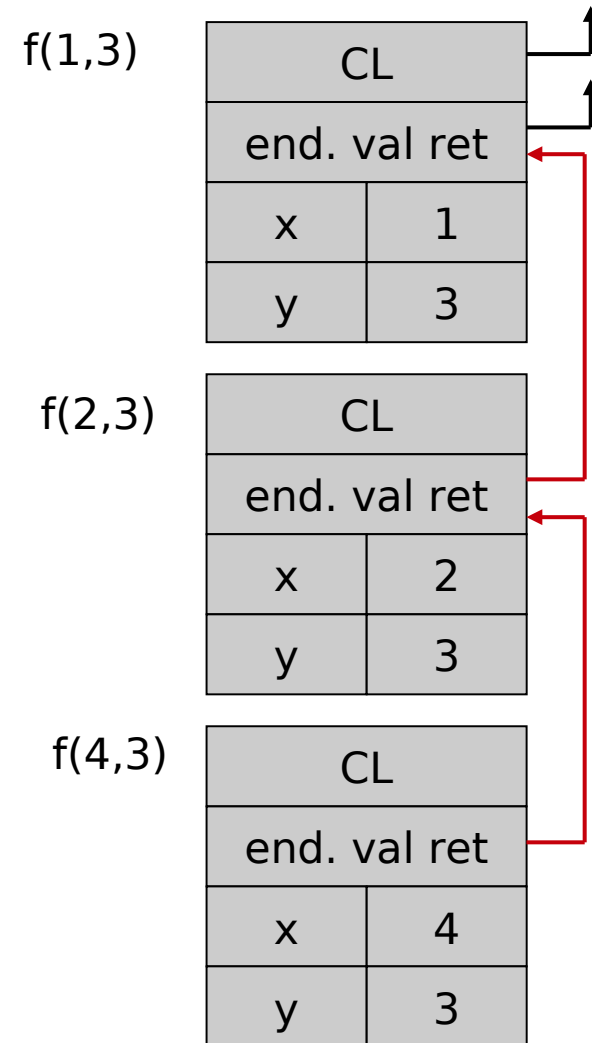 f(1,3)
CL
end. val ret
x 1
y 3
f(2,3)
CL
end. val ret
x 2
y 3
f(4,3)
CL
end. val ret
x 4
y 3